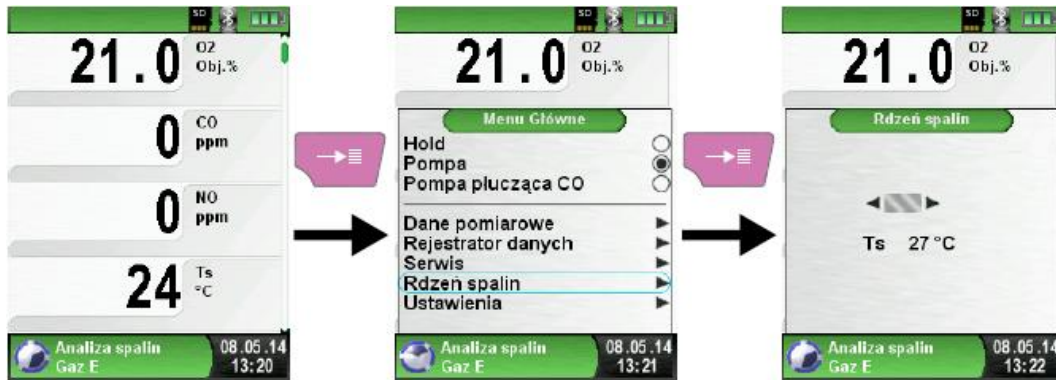 SD
21.0 O2 Obj.%
0 CO ppm
0 NO ppm
24 Ts °C
Analiza spalin 08.05.14
Gaz E 13:20
SD
21.0 O2 Obj.%
Menu Główne
Hold
Pompa
Pompa płucząca CO
Dane pomiarowe
Rejestrator danych
Serwis
Rdzeń spalin
Ustawienia
Analiza spalin 08.05.14
Gaz E 13:21
SD
21.0 O2 Obj.%
Rdzeń spalin
Ts 27 °C
Analiza spalin 08.05.14
Gaz E 13:22